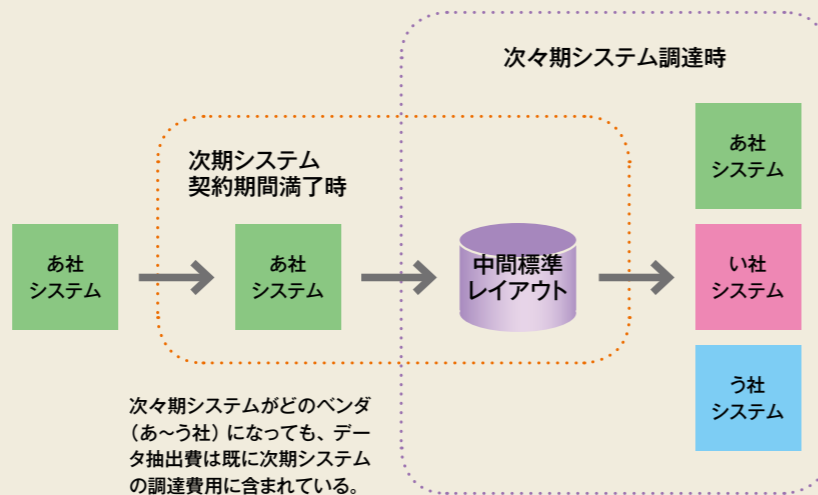 次々期システム調達時
次期システム
契約期間満了時
あ社
システム
あ社
システム
中間標準
レイアウト
あ社
システム
い社
システム
う社
システム
次々期システムがどのベンダ
（あ〜う社）になっても、デー
タ抽出費は既に次期システム
の調達費用に含まれている。